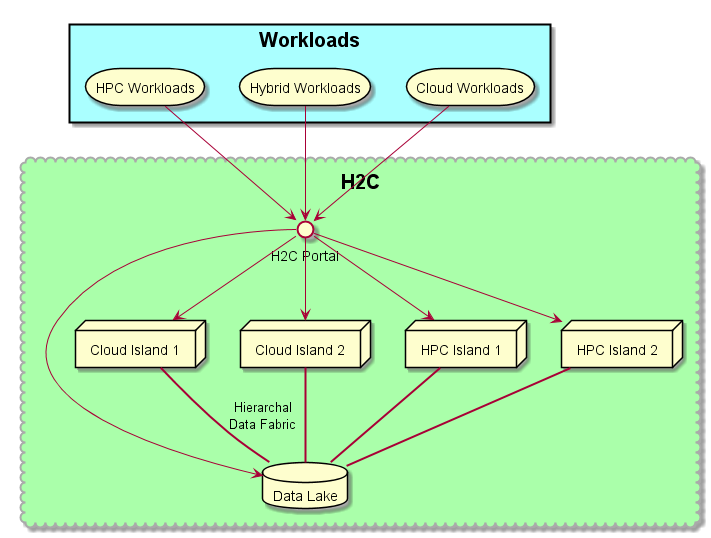 Workloads
HPC Workloads
Hybrid Workloads
Cloud Workloads
H2C
H2C Portal
Cloud Island 1
Cloud Island 2
HPC Island 1
HPC Island 2
Hierarchal
Data Fabric
Data Lake